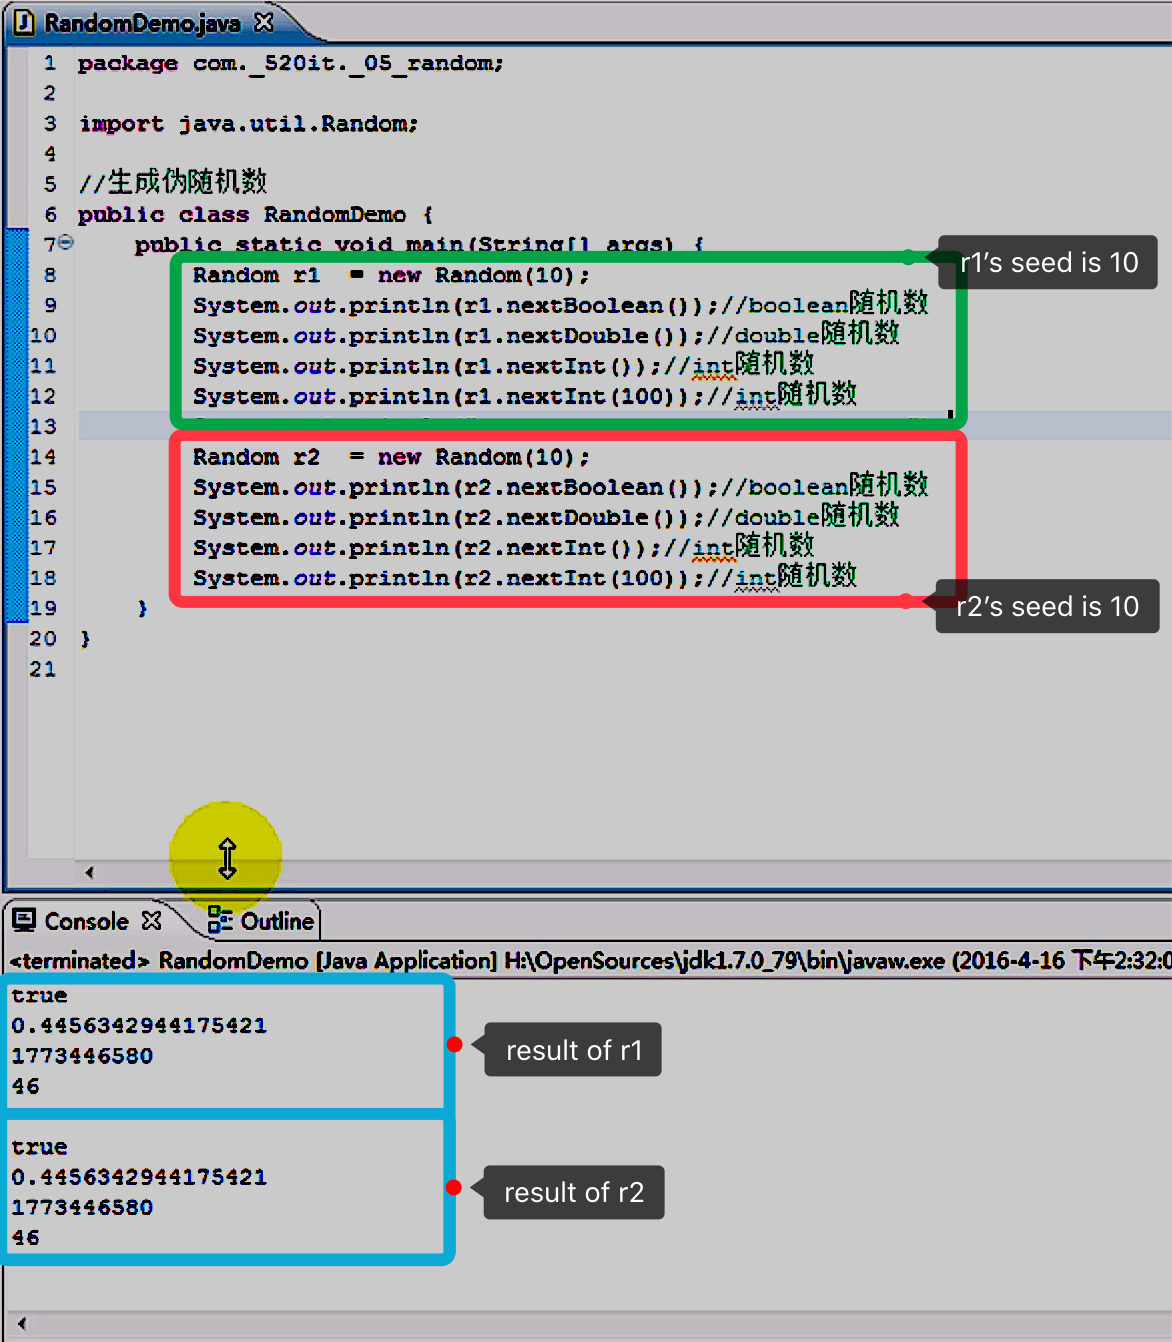 RandomDemo.java
1 package com._520it._05_random;
2
3 import java.util.Random;
4
5 //生成伪随机数
6 public class RandomDemo {
7 public static void main(String[] args) {
8 Random r1 = new Random(10);
r1's seed is 10
9 System.out.println(r1.nextBoolean());//boolean随机数
10 System.out.println(r1.nextDouble());//double随机数
11 System.out.println(r1.nextInt());//int随机数
12 System.out.println(r1.nextInt(100));//int随机数
13
14 Random r2 = new Random(10);
15 System.out.println(r2.nextBoolean());//boolean随机数
16 System.out.println(r2.nextDouble());//double随机数
17 System.out.println(r2.nextInt());//int随机数
18 System.out.println(r2.nextInt(100));//int随机数
r2's seed is 10
19 }
20 }
21
Console Outline
<terminated> RandomDemo [Java Application] H:\OpenSources\jdk1.7.0_79\bin\javaw.exe (2016-4-16 下午2:32:0
true
0.4456342944175421
1773446580
46
result of r1
true
0.4456342944175421
1773446580
46
result of r2